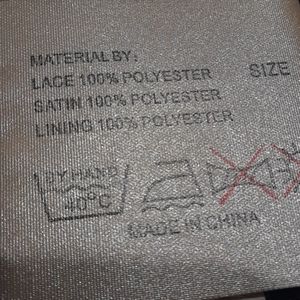 MATERIAL BY:
LACE 100% POLYESTER SIZE
SATIN 100% POLYESTER
LINING 100% POLYESTER
BY HAND
40°C
MADE IN CHINA